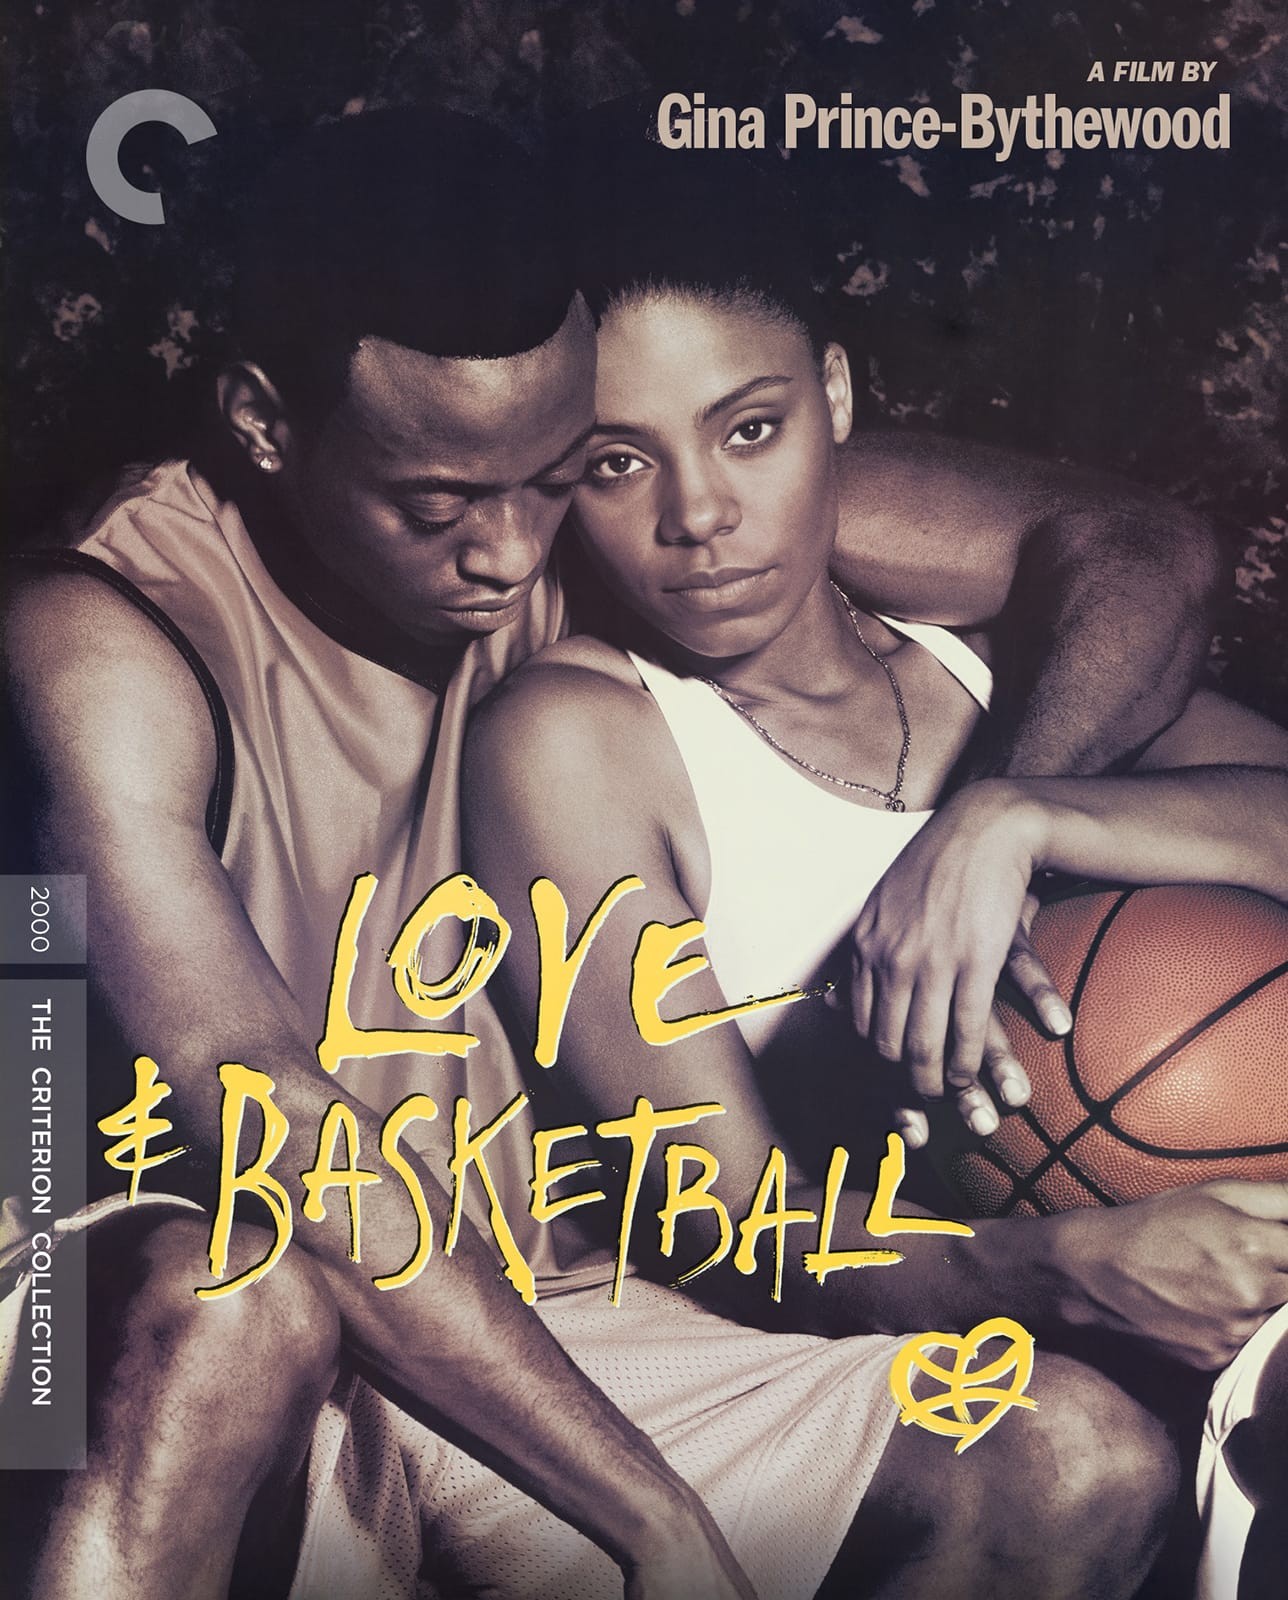 A FILM BY
Gina Prince-Bythewood
LOVE
& BASKETBALL
2000
THE CRITERION COLLECTION